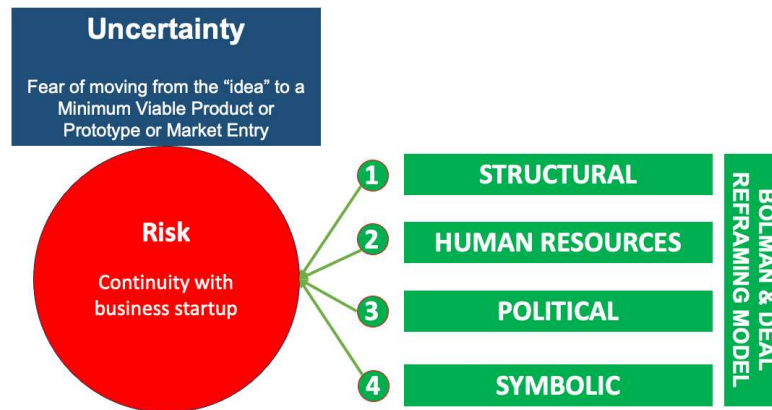 Uncertainty
Fear of moving from the “idea” to a
Minimum Viable Product or
Prototype or Market Entry
Risk
Continuity with
business startup
1 STRUCTURAL
2 HUMAN RESOURCES
3 POLITICAL
4 SYMBOLIC
BOLMAN & DEAL
REFRAMING MODEL